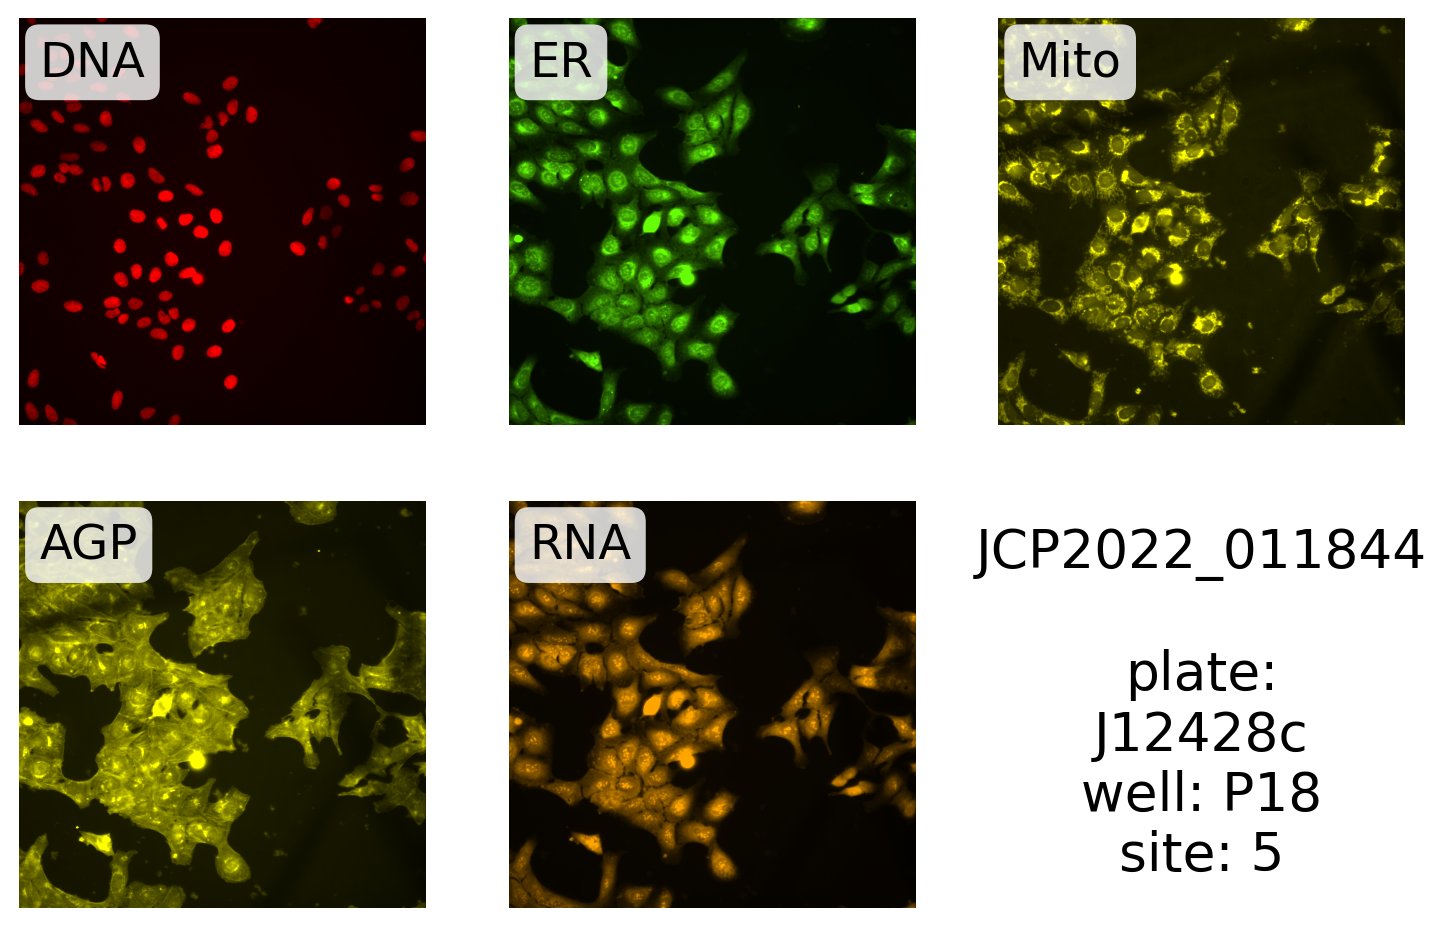 DNA
ER
Mito
AGP
RNA
JCP2022_011844
plate:
J12428c
well: P18
site: 5